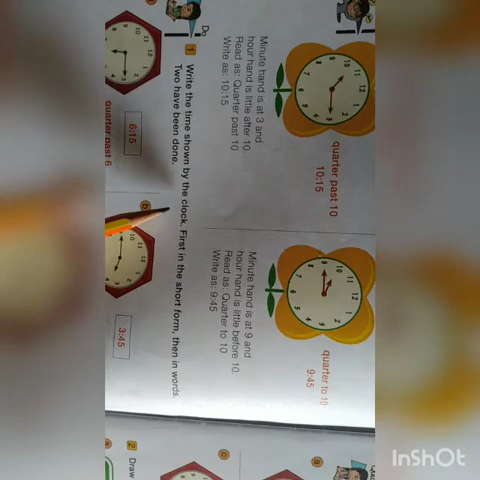 quarter past 10
10:15
Minute hand is at 3 and
hour hand is little after 10.
Read as: Quarter past 10
Write as: 10:15
quarter to 10
9:45
Minute hand is at 9 and
hour hand is little before 10.
Read as: Quarter to 10
Write as: 9:45
Do
1 Write the time shown by the clock. First in the short form, then in words.
Two have been done.
6:15
quarter past 6
b
3:45
a
c
2 Draw
InShOt